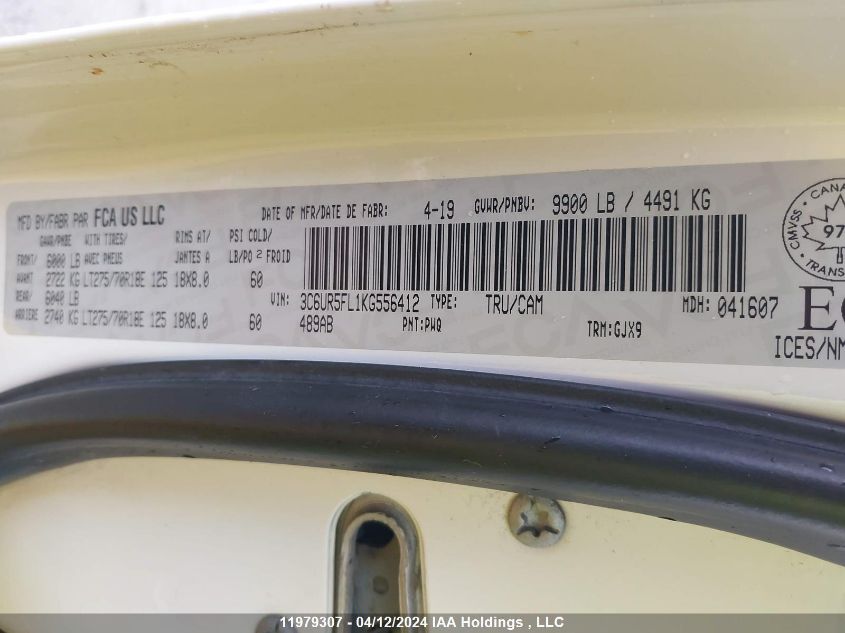 MFD BY/FABR PAR FCA US LLC
DATE OF MFR/DATE DE FABR: 4-19 GVWR/PNBV: 9900 LB / 4491 KG
GAWR/PNBE WITH TIRES/ RIMS AT/ PSI COLD/
FRONT/ 6000 LB AVEC PNEUS JANTES A LB/PO 2 FROID
AVANT 2722 KG LT275/70R18E 125 18X8.0 60
REAR/ 6040 LB
ARRIERE 2740 KG LT275/70R18E 125 18X8.0 60
VIN: 3C6UR5FL1KG556412 TYPE: TRU/CAM MDH: 041607
489AB PNT:PWQ TRM:GJX9
CANA
CMVSS
97
TRANS
ICES/NM
11979307 - 04/12/2024 IAA Holdings , LLC